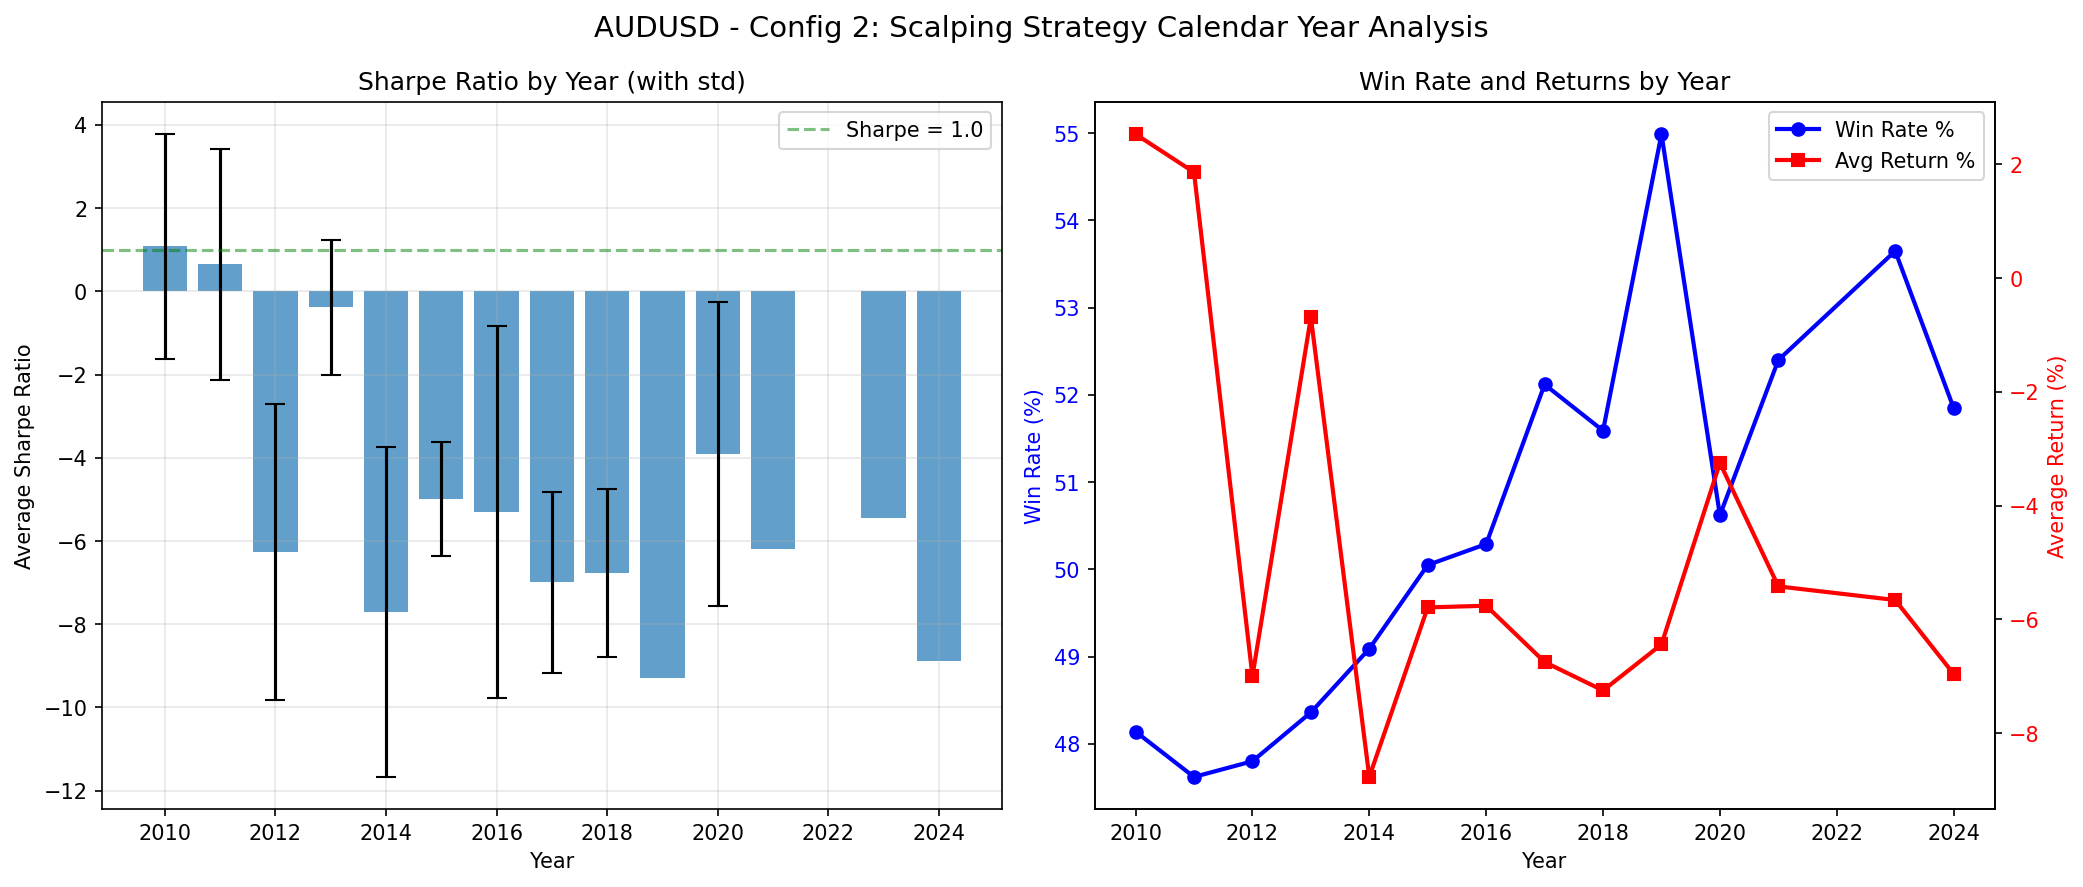 AUDUSD - Config 2: Scalping Strategy Calendar Year Analysis
Sharpe Ratio by Year (with std)
Sharpe = 1.0
4
2
0
−2
−4
−6
−8
−10
−12
Average Sharpe Ratio
2010 2012 2014 2016 2018 2020 2022 2024
Year
Win Rate and Returns by Year
Win Rate %
Avg Return %
55
54
53
52
51
50
49
48
Win Rate (%)
2
0
−2
−4
−6
−8
Average Return (%)
2010 2012 2014 2016 2018 2020 2022 2024
Year